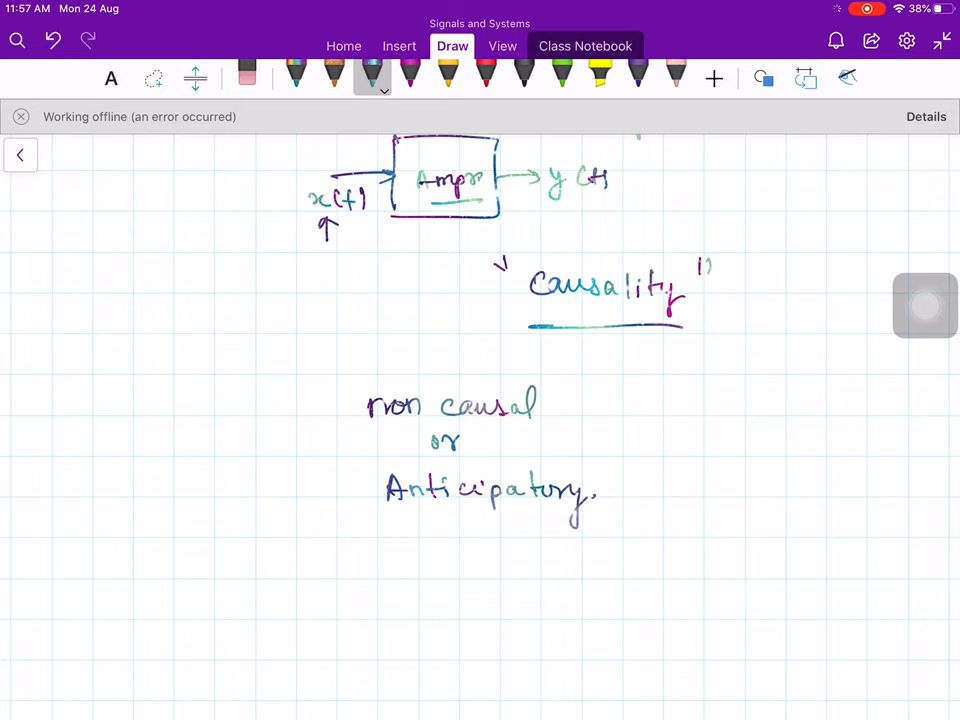 11:57 AM Mon 24 Aug
38%
Signals and Systems
Home Insert Draw View Class Notebook
A
Working offline (an error occurred)
Details
x(t)
y(t)
"Causality"
non causal
or
Anticipatory.